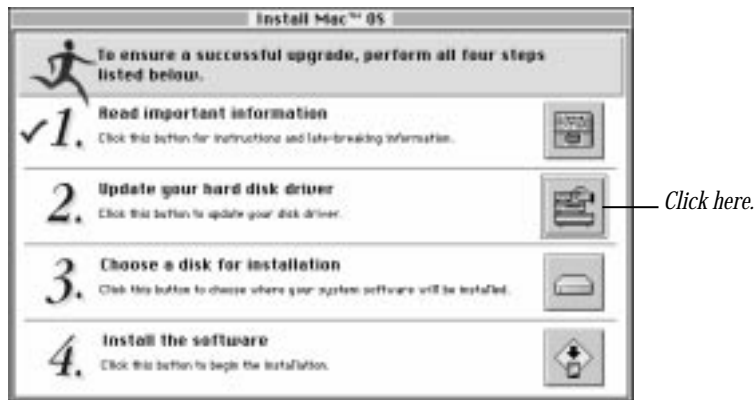 Install Mac™ OS
To ensure a successful upgrade, perform all four steps
listed below.
1. Read important information
Click this button for instructions and late-breaking information.
2. Update your hard disk driver
Click this button to update your disk driver.
Click here.
3. Choose a disk for installation
Click this button to choose where your system software will be installed.
4. Install the software
Click this button to begin the installation.